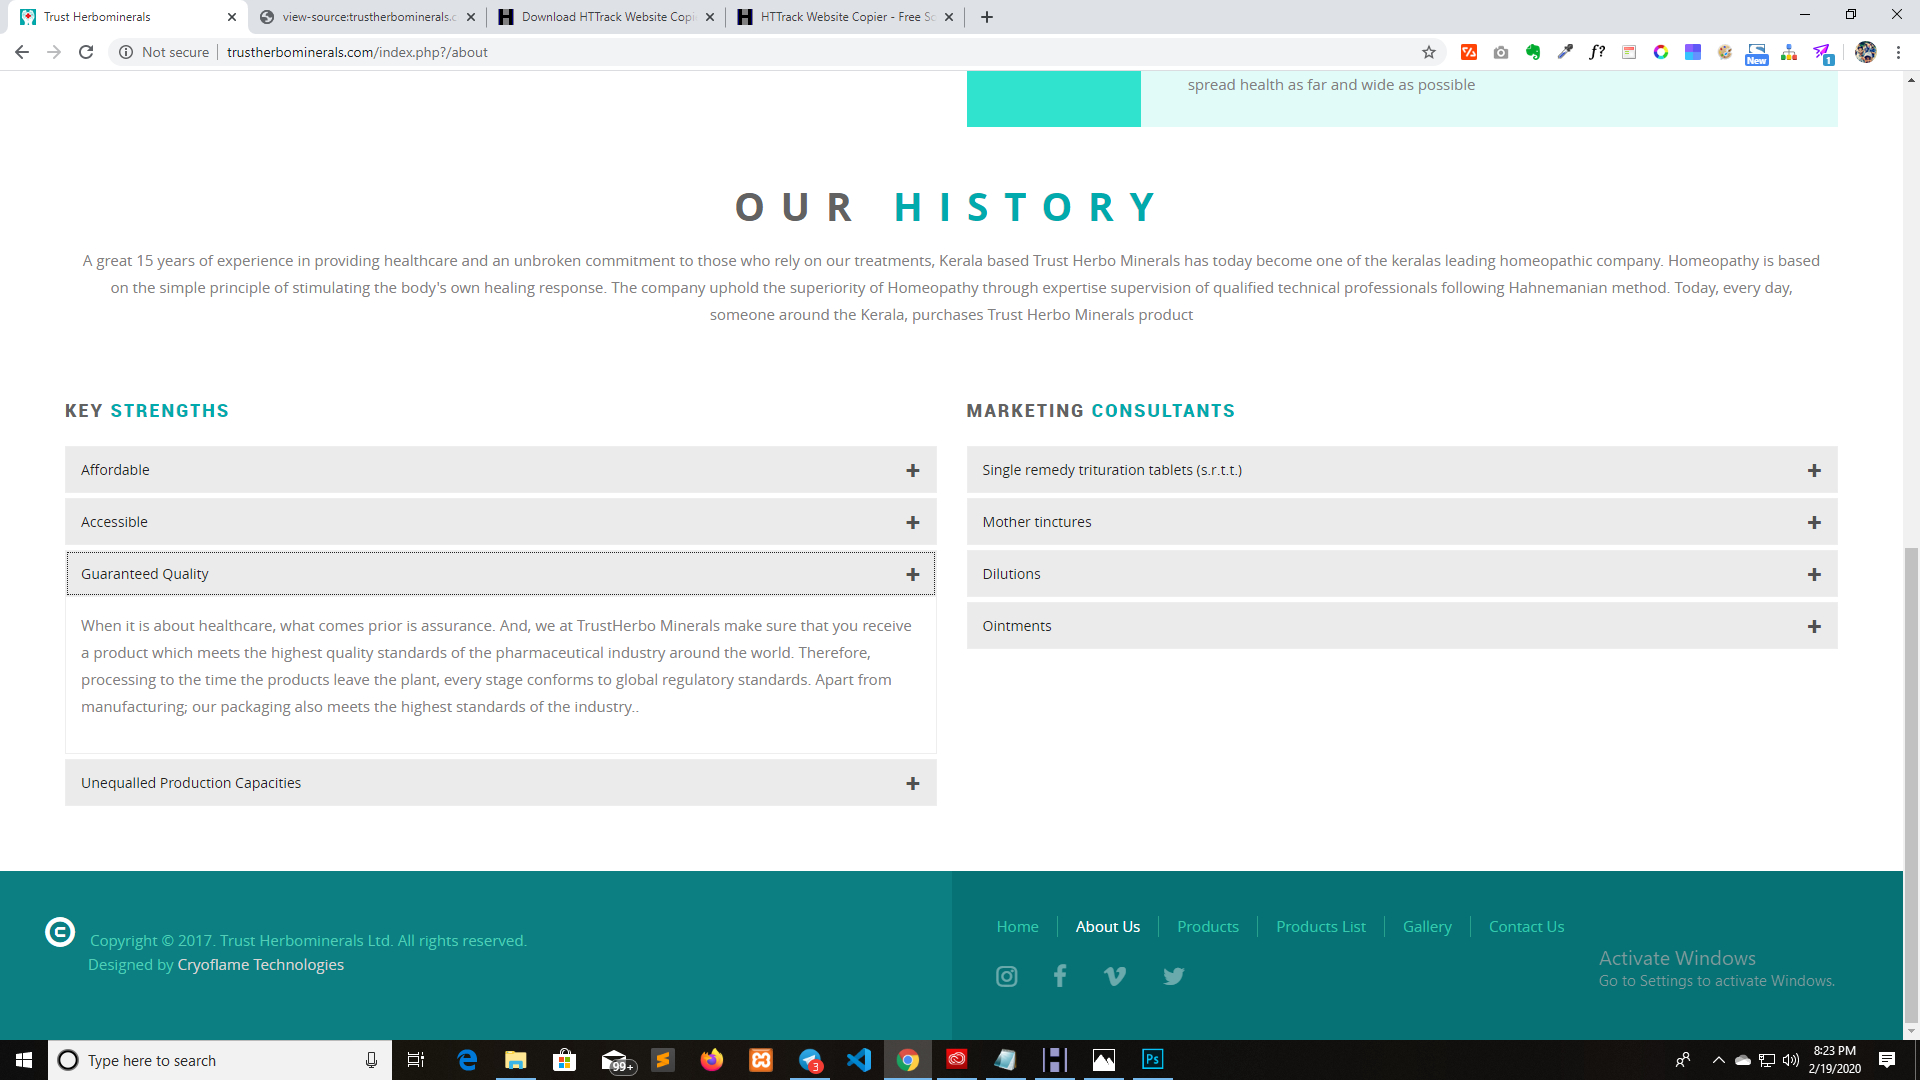 Trust Herbominerals
view-source:trustherbominerals.c
Download HTTrack Website Copi
HTTrack Website Copier - Free So
Not secure
trustherbominerals.com/index.php?/about
f?
New
1
spread health as far and wide as possible
OUR HISTORY
A great 15 years of experience in providing healthcare and an unbroken commitment to those who rely on our treatments, Kerala based Trust Herbo Minerals has today become one of the keralas leading homeopathic company. Homeopathy is based
on the simple principle of stimulating the body's own healing response. The company uphold the superiority of Homeopathy through expertise supervision of qualified technical professionals following Hahnemanian method. Today, every day,
someone around the Kerala, purchases Trust Herbo Minerals product
KEY STRENGTHS
Affordable
Accessible
Guaranteed Quality
When it is about healthcare, what comes prior is assurance. And, we at TrustHerbo Minerals make sure that you receive
a product which meets the highest quality standards of the pharmaceutical industry around the world. Therefore,
processing to the time the products leave the plant, every stage conforms to global regulatory standards. Apart from
manufacturing; our packaging also meets the highest standards of the industry..
Unequalled Production Capacities
MARKETING CONSULTANTS
Single remedy trituration tablets (s.r.t.t.)
Mother tinctures
Dilutions
Ointments
Copyright © 2017. Trust Herbominerals Ltd. All rights reserved.
Designed by Cryoflame Technologies
Home
About Us
Products
Products List
Gallery
Contact Us
Activate Windows
Go to Settings to activate Windows.
Type here to search
99+
3
Ps
8:23 PM
2/19/2020